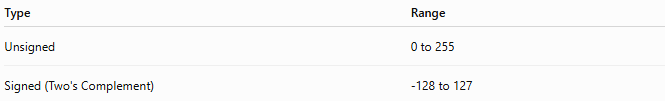 Type Range
Unsigned 0 to 255
Signed (Two's Complement) -128 to 127